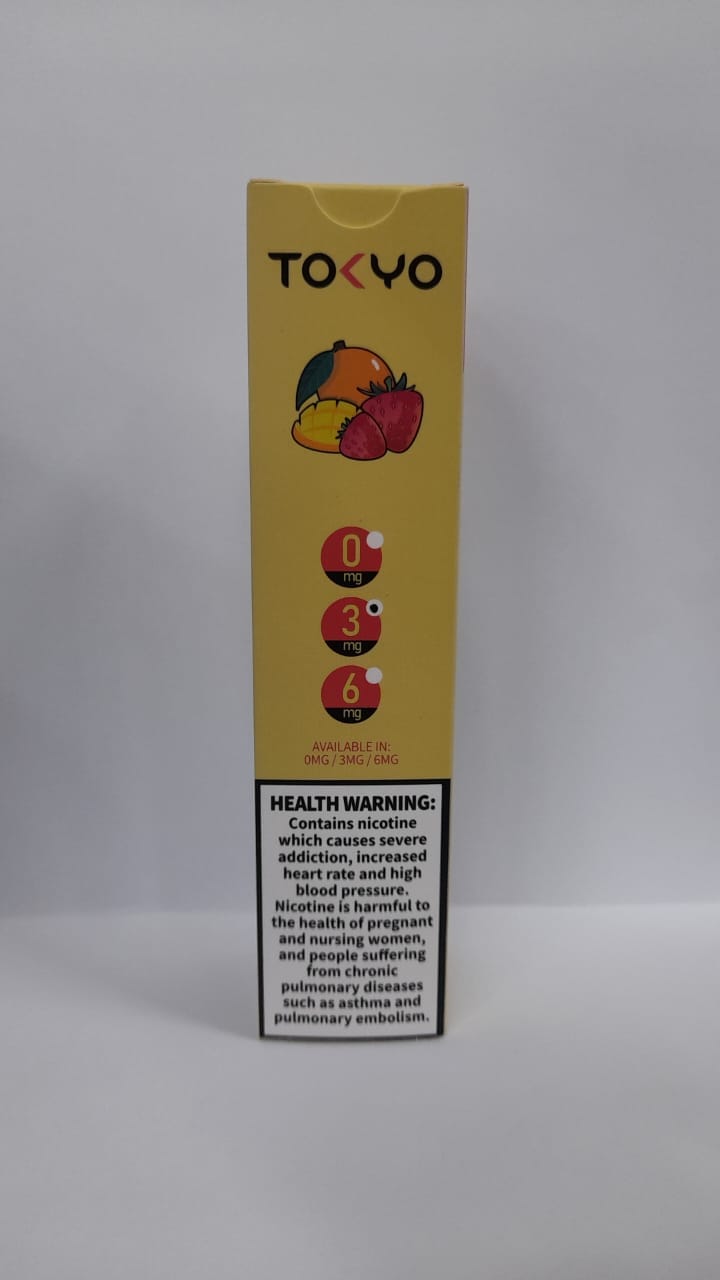 TOKYO
0
mg
3
mg
6
mg
AVAILABLE IN:
0MG / 3MG / 6MG
HEALTH WARNING:
Contains nicotine
which causes severe
addiction, increased
heart rate and high
blood pressure.
Nicotine is harmful to
the health of pregnant
and nursing women,
and people suffering
from chronic
pulmonary diseases
such as asthma and
pulmonary embolism.